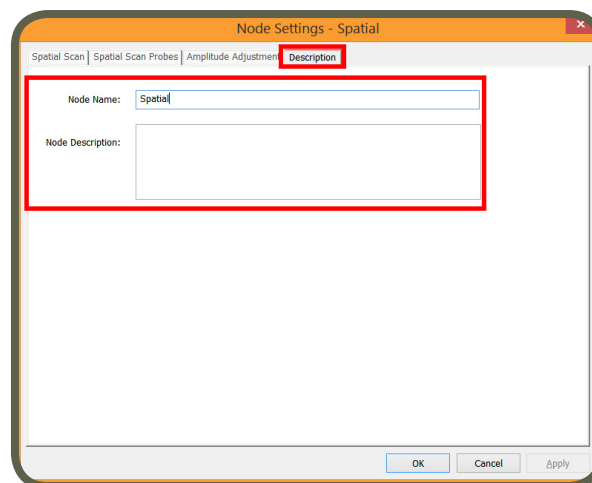 Node Settings - Spatial
Spatial Scan Spatial Scan Probes Amplitude Adjustment Description
Node Name: Spatial
Node Description:
OK Cancel Apply